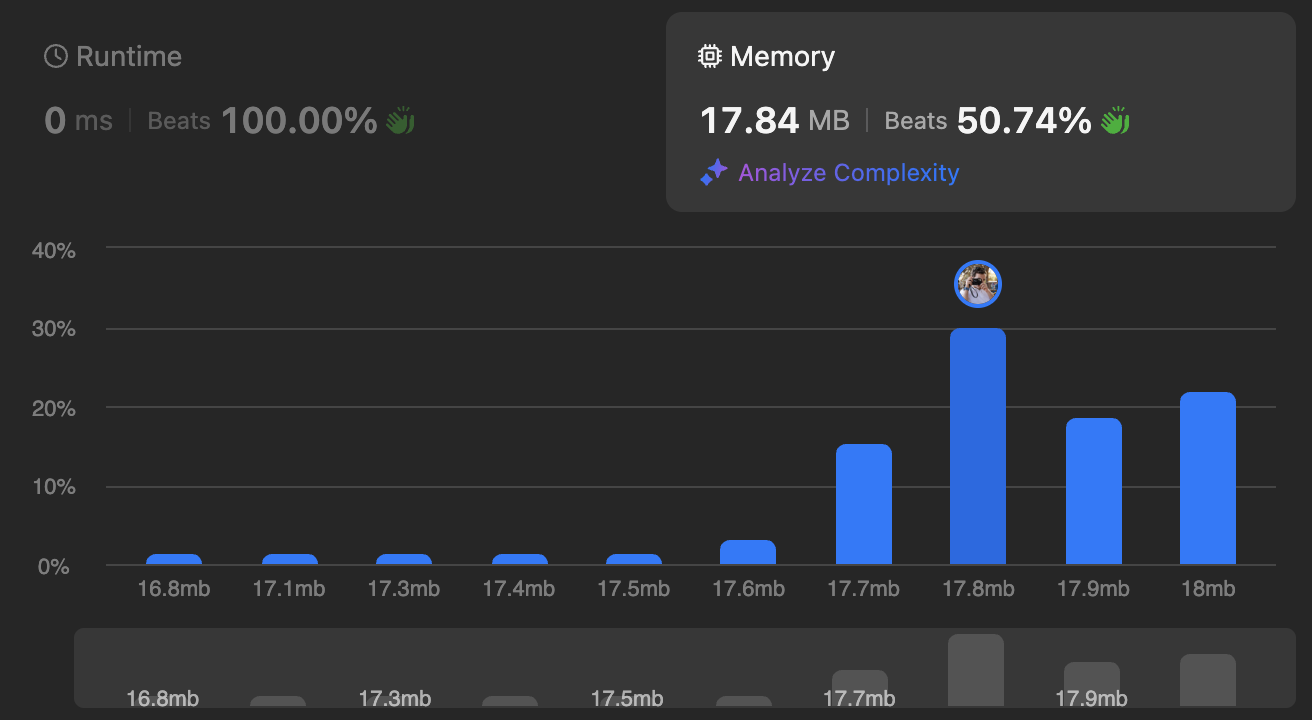 Runtime
0 ms Beats 100.00%
Memory
17.84 MB Beats 50.74%
Analyze Complexity
40%
30%
20%
10%
0%
16.8mb 17.1mb 17.3mb 17.4mb 17.5mb 17.6mb 17.7mb 17.8mb 17.9mb 18mb
16.8mb 17.3mb 17.5mb 17.7mb 17.9mb